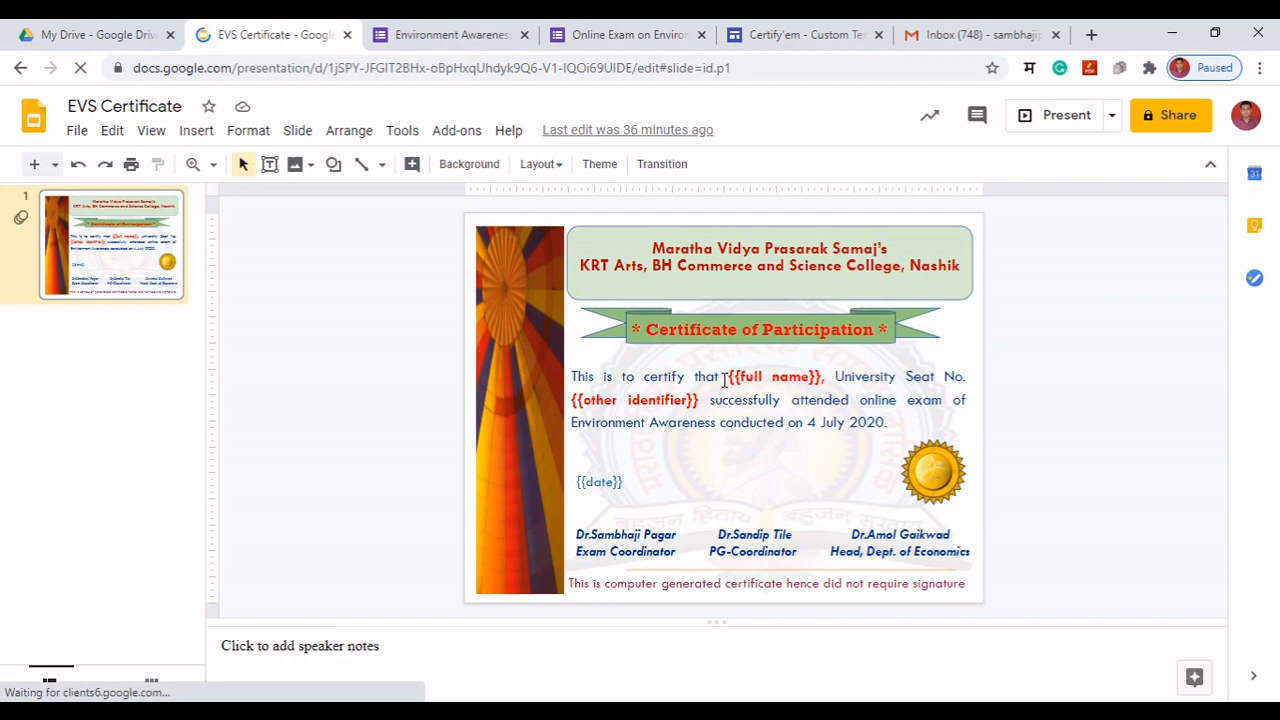 My Drive - Google Driv
EVS Certificate - Google
Environment Awareness
Online Exam on Enviror
Certify'em - Custom Te
Inbox (748) - sambhajip
docs.google.com/presentation/d/1jSPY-JFGIT2BHx-oBpHxqUhdyk9Q6-V1-IQOi69UIDE/edit#slide=id.p1
Paused
EVS Certificate
File Edit View Insert Format Slide Arrange Tools Add-ons Help Last edit was 36 minutes ago
Present
Share
Background Layout Theme Transition
1
Maratha Vidya Prasarak Samaj's
KRT Arts, BH Commerce and Science College, Nashik
* Certificate of Participation *
This is to certify that {{full name}}, University Seat No.
{{other identifier}} successfully attended online exam of
Environment Awareness conducted on 4 July 2020.
{{date}}
Dr.Sambhaji Pagar Dr.Sandip Tile Dr.Amol Gaikwad
Exam Coordinator PG-Coordinator Head, Dept. of Economics
This is computer generated certificate hence did not require signature
Click to add speaker notes
Waiting for clients6.google.com...